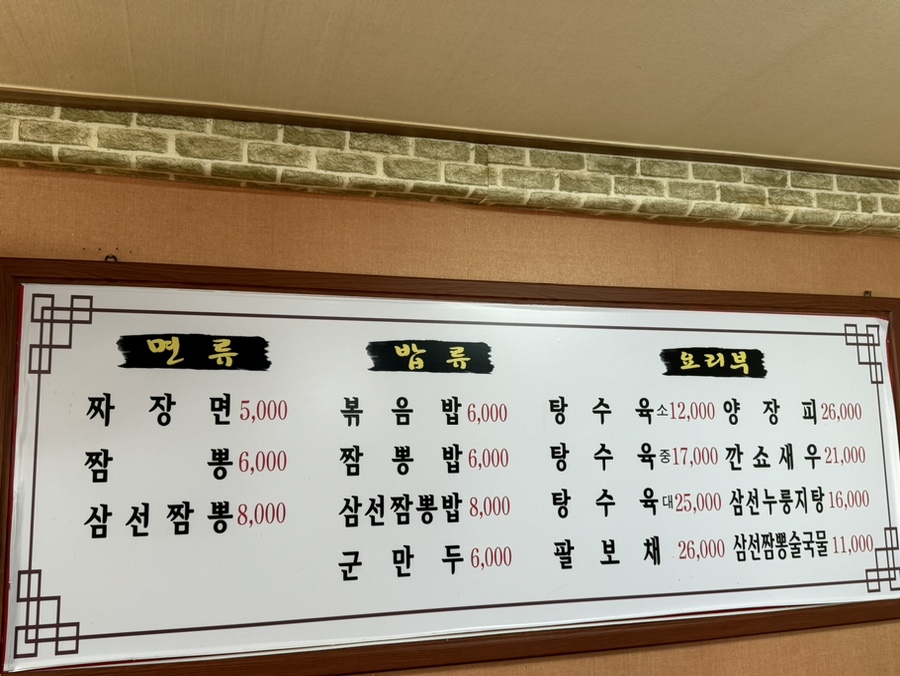 면류
짜장면 5,000
짬뽕 6,000
삼선짬뽕 8,000
밥류
볶음밥 6,000
짬뽕밥 6,000
삼선짬뽕밥 8,000
군만두 6,000
요리부
탕수육 소 12,000
탕수육 중 17,000
탕수육 대 25,000
팔보채 26,000
양장피 26,000
깐쇼새우 21,000
삼선누룽지탕 16,000
삼선짬뽕술국물 11,000